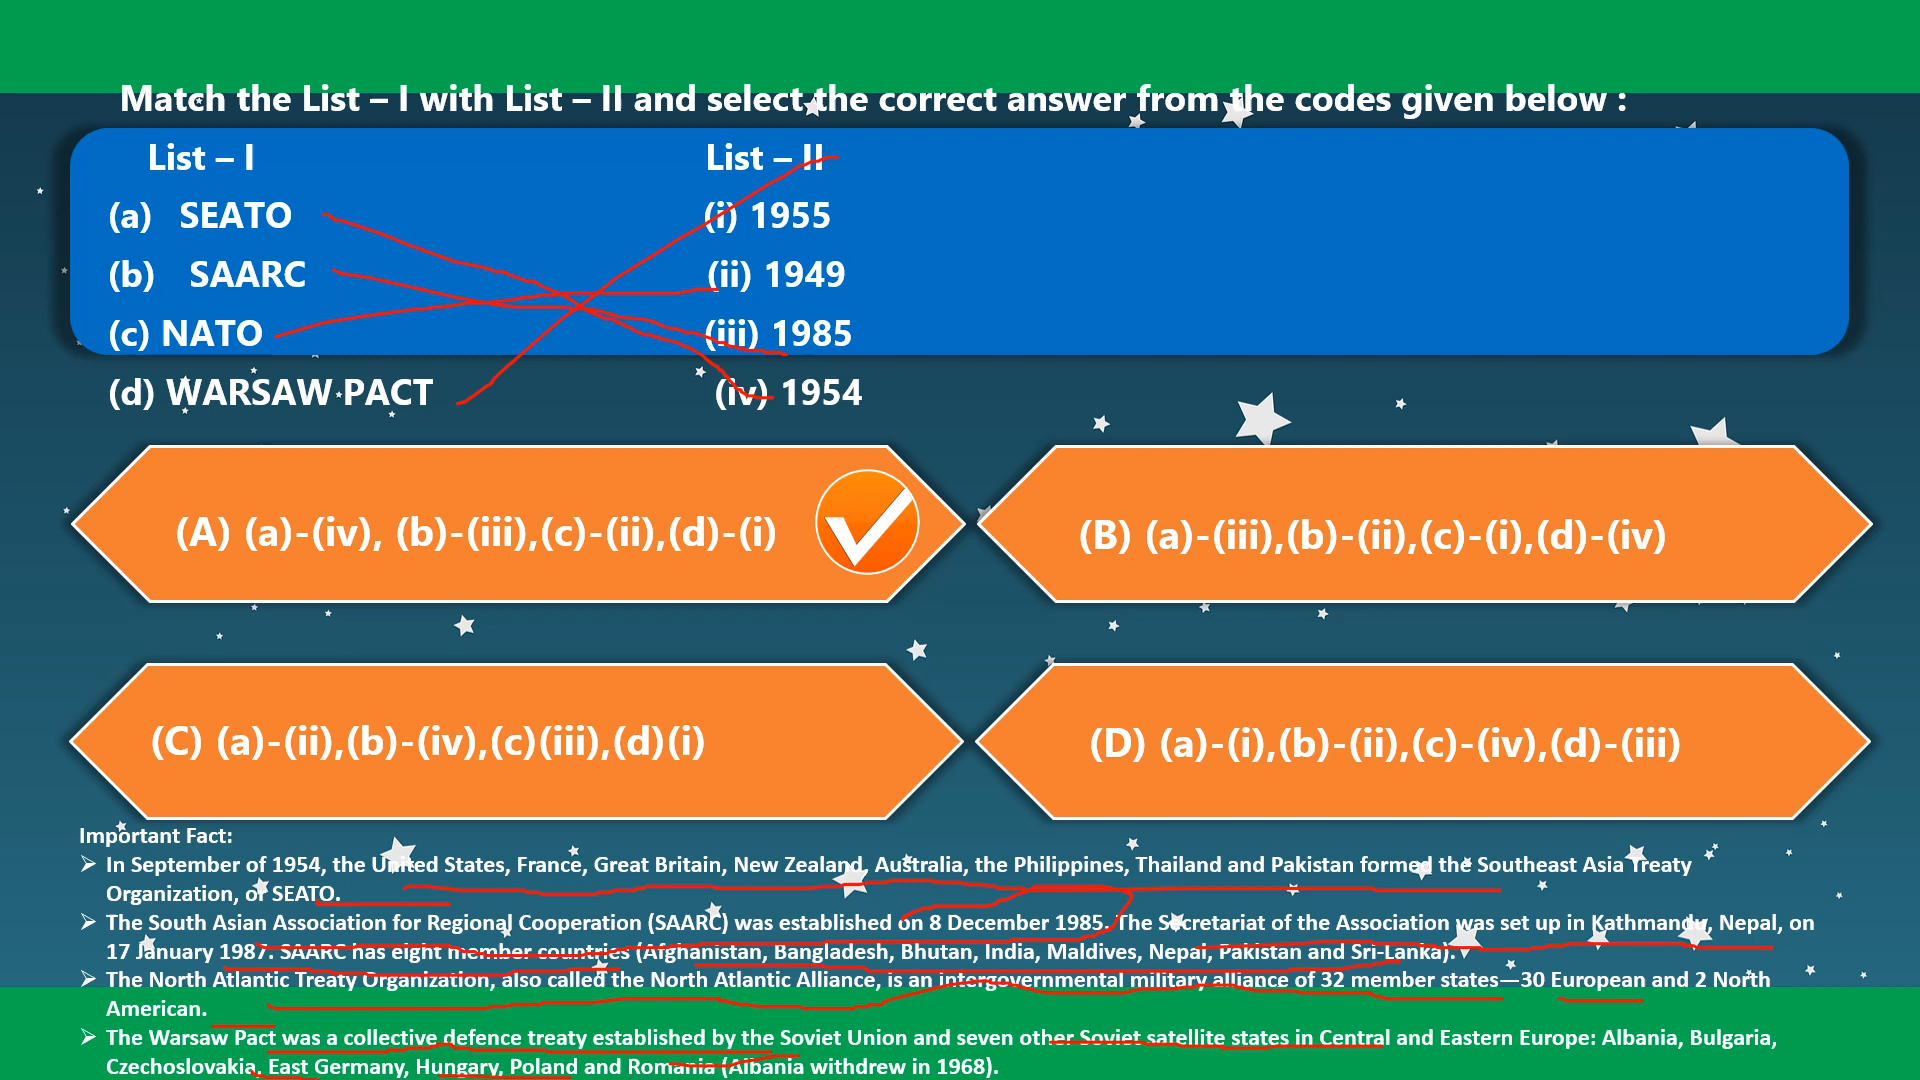 Match the List – I with List – II and select the correct answer from the codes given below :
List – I List – II
(a) SEATO (i) 1955
(b) SAARC (ii) 1949
(c) NATO (iii) 1985
(d) WARSAW PACT (iv) 1954
(A) (a)-(iv), (b)-(iii),(c)-(ii),(d)-(i)
(B) (a)-(iii),(b)-(ii),(c)-(i),(d)-(iv)
(C) (a)-(ii),(b)-(iv),(c)(iii),(d)(i)
(D) (a)-(i),(b)-(ii),(c)-(iv),(d)-(iii)
Important Fact:
➢ In September of 1954, the United States, France, Great Britain, New Zealand, Australia, the Philippines, Thailand and Pakistan formed the Southeast Asia Treaty
Organization, or SEATO.
➢ The South Asian Association for Regional Cooperation (SAARC) was established on 8 December 1985. The Secretariat of the Association was set up in Kathmandu, Nepal, on
17 January 1987. SAARC has eight member countries (Afghanistan, Bangladesh, Bhutan, India, Maldives, Nepal, Pakistan and Sri-Lanka).
➢ The North Atlantic Treaty Organization, also called the North Atlantic Alliance, is an intergovernmental military alliance of 32 member states—30 European and 2 North
American.
➢ The Warsaw Pact was a collective defence treaty established by the Soviet Union and seven other Soviet satellite states in Central and Eastern Europe: Albania, Bulgaria,
Czechoslovakia, East Germany, Hungary, Poland and Romania (Albania withdrew in 1968).